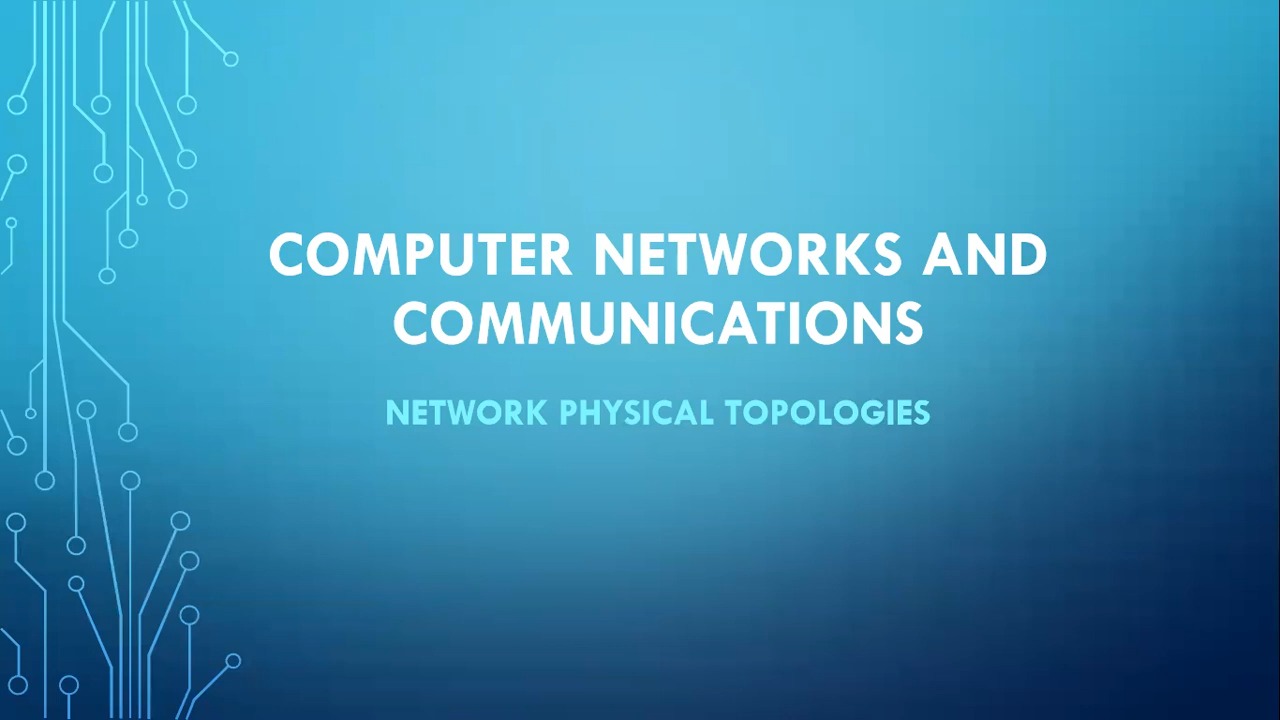 COMPUTER NETWORKS AND
COMMUNICATIONS
NETWORK PHYSICAL TOPOLOGIES